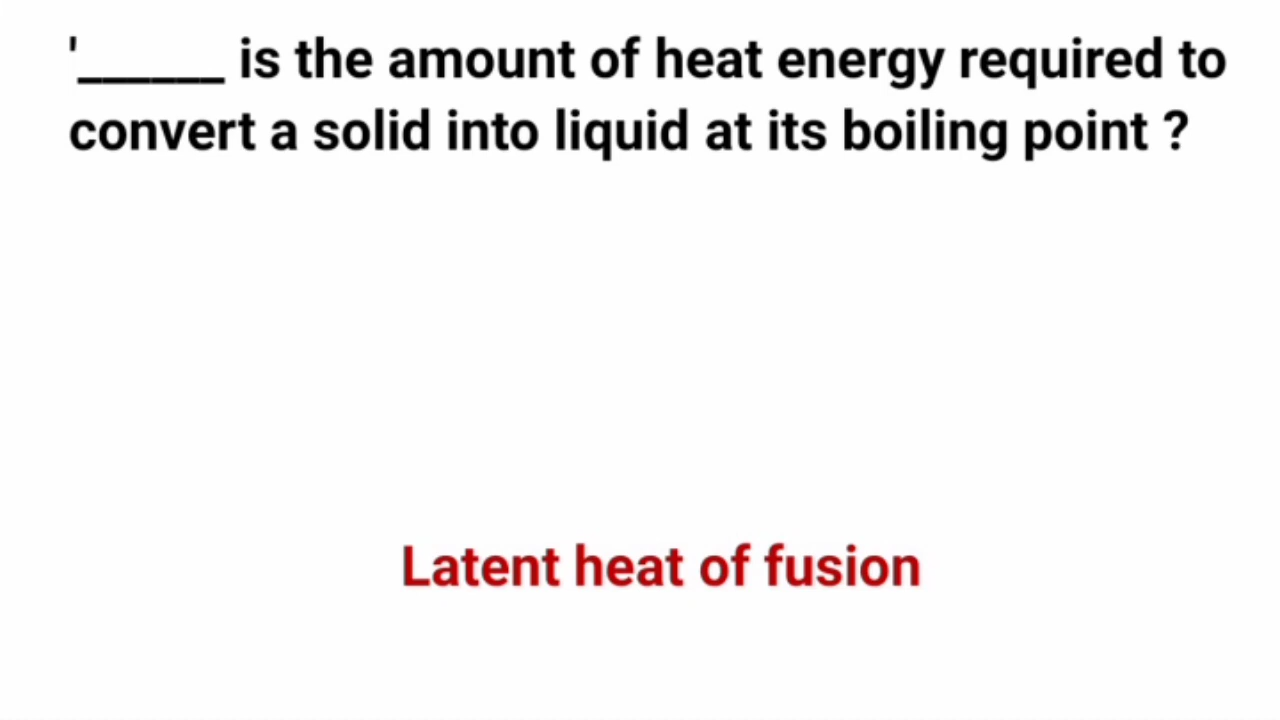 '______ is the amount of heat energy required to
convert a solid into liquid at its boiling point ?
Latent heat of fusion